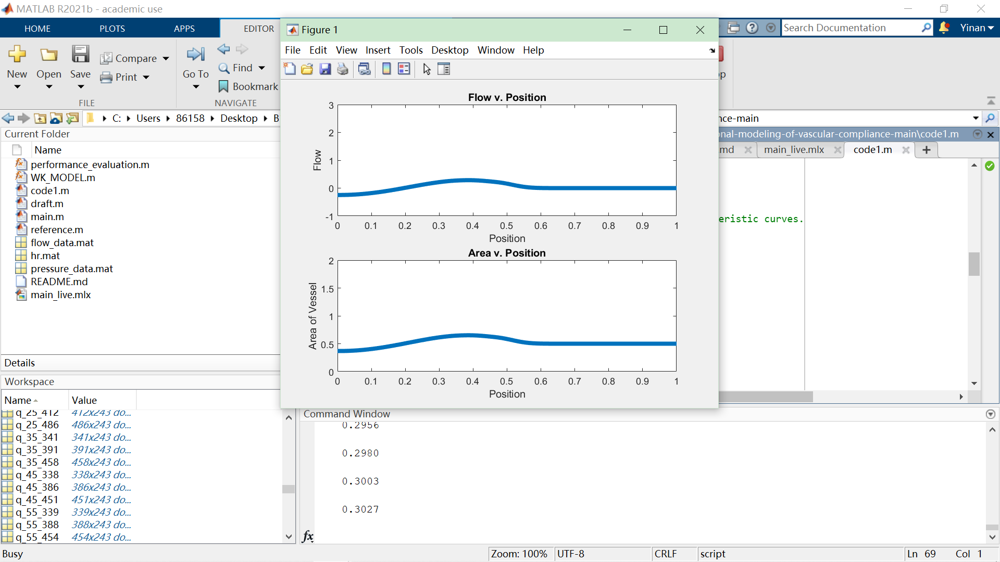 MATLAB R2021b - academic use
HOME
PLOTS
APPS
EDITOR
Search Documentation
Yinan
New
Open
Save
Compare
Print
FILE
Go To
Find
Bookmark
NAVIGATE
C: Users 86158 Desktop B
nce-main
Current Folder
Name
performance_evaluation.m
WK_MODEL.m
code1.m
draft.m
main.m
reference.m
flow_data.mat
hr.mat
pressure_data.mat
README.md
main_live.mlx
Details
Workspace
Name Value
q_25_412 412x243 do...
q_25_486 486x243 do...
q_35_341 341x243 do...
q_35_391 391x243 do...
q_35_458 458x243 do...
q_45_338 338x243 do...
q_45_386 386x243 do...
q_45_451 451x243 do...
q_55_339 339x243 do...
q_55_388 388x243 do...
q_55_454 454x243 do...
Figure 1
File Edit View Insert Tools Desktop Window Help
Flow v. Position
Flow
3
2
1
0
-1
0 0.1 0.2 0.3 0.4 0.5 0.6 0.7 0.8 0.9 1
Position
Area v. Position
Area of Vessel
2
1.5
1
0.5
0
0 0.1 0.2 0.3 0.4 0.5 0.6 0.7 0.8 0.9 1
Position
p
onal-modeling-of-vascular-compliance-main\code1.m
md main_live.mlx code1.m
eristic curves.
Command Window
0.2956
0.2980
0.3003
0.3027
fx
Busy
Zoom: 100% UTF-8 CRLF script Ln 69 Col 1